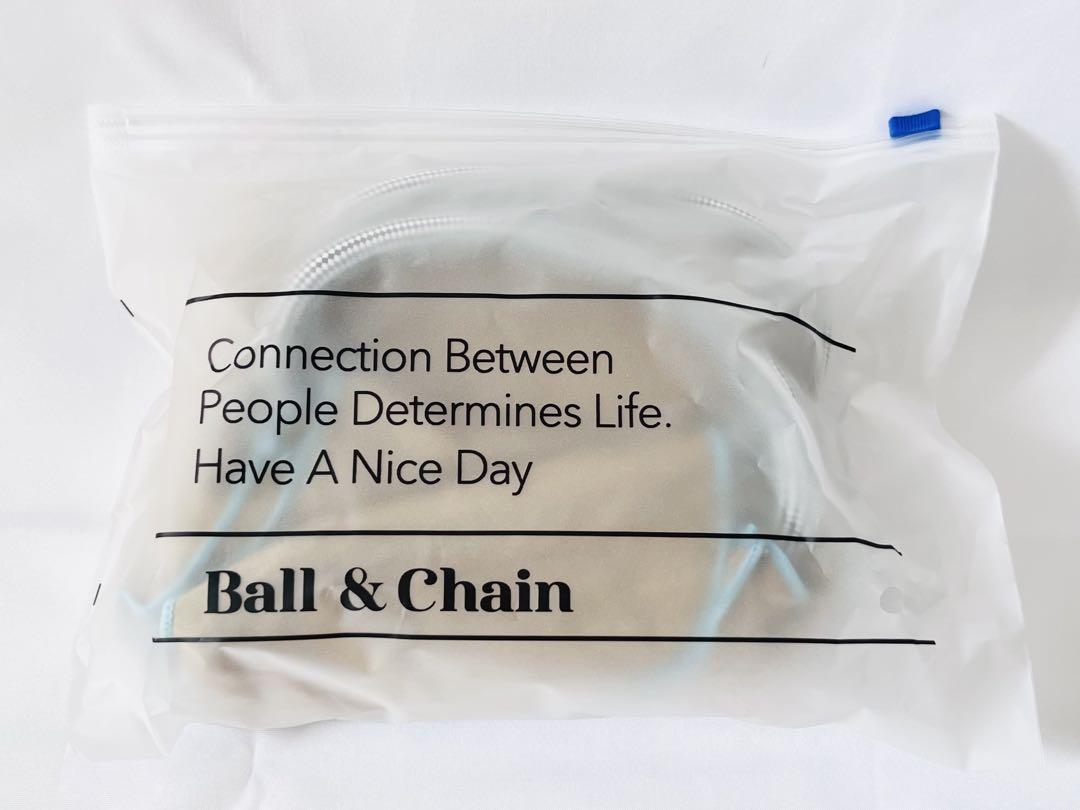 Connection Between
People Determines Life.
Have A Nice Day
Ball & Chain